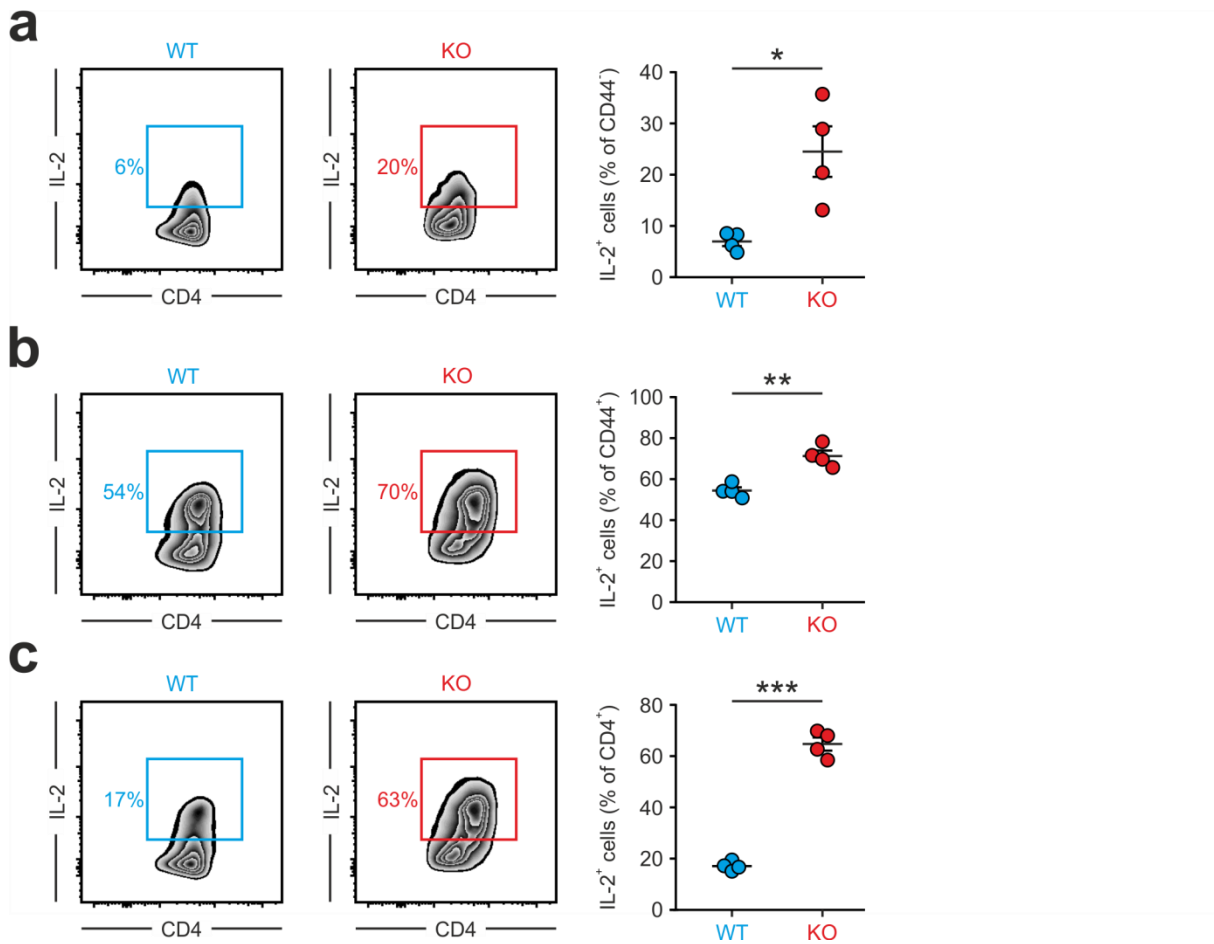 a
WT
KO
IL-2
6%
CD4
IL-2
20%
CD4
*
IL-2⁺ cells (% of CD44⁻)
40
30
20
10
0
WT
KO
b
WT
KO
IL-2
54%
CD4
IL-2
70%
CD4
**
IL-2⁺ cells (% of CD44⁺)
100
80
60
40
20
0
WT
KO
c
WT
KO
IL-2
17%
CD4
IL-2
63%
CD4
***
IL-2⁺ cells (% of CD4⁺)
80
60
40
20
0
WT
KO